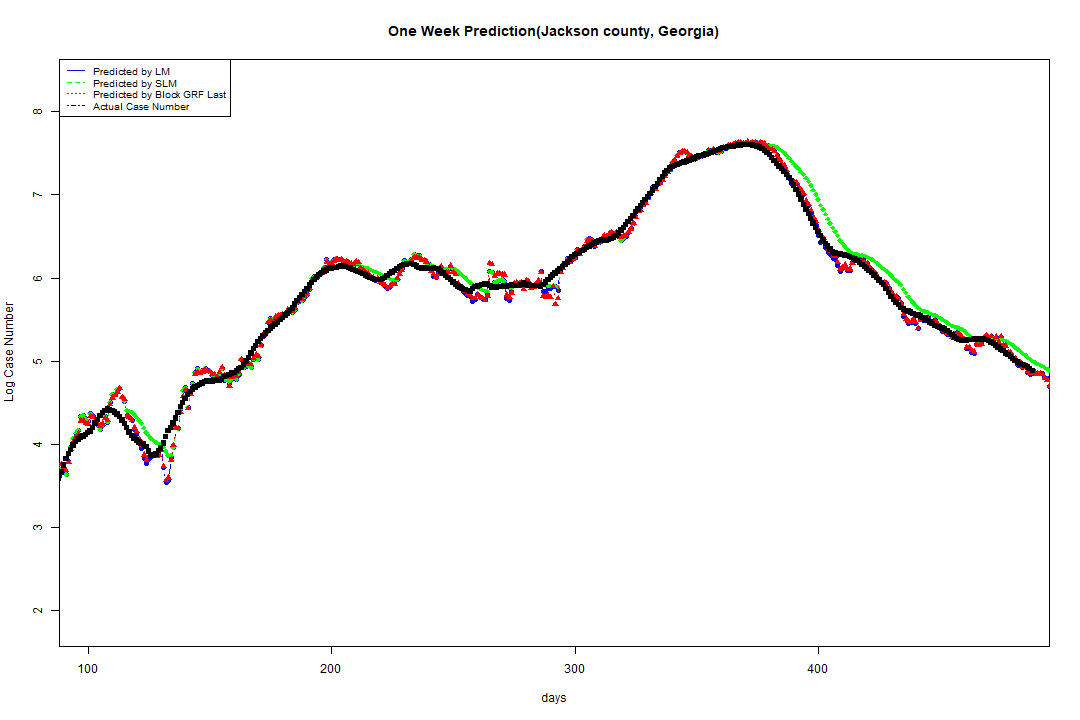 One Week Prediction(Jackson county, Georgia)
Predicted by LM
Predicted by SLM
Predicted by Block GRF Last
Actual Case Number
8
7
6
5
4
3
2
Log Case Number
100 200 300 400
days